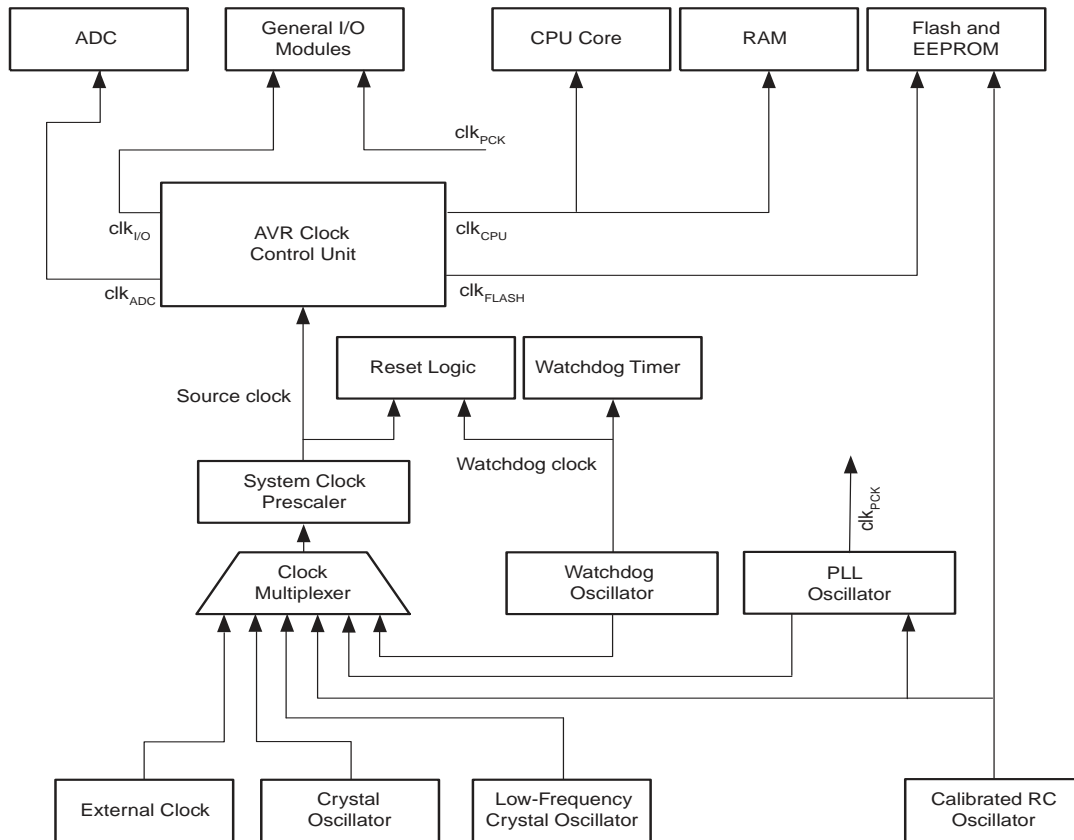 ADC
General I/O
Modules
CPU Core
RAM
Flash and
EEPROM
clkPCK
clkI/O
AVR Clock
Control Unit
clkCPU
clkADC
clkFLASH
Reset Logic
Watchdog Timer
Source clock
Watchdog clock
System Clock
Prescaler
clkPCK
Clock
Multiplexer
Watchdog
Oscillator
PLL
Oscillator
External Clock
Crystal
Oscillator
Low-Frequency
Crystal Oscillator
Calibrated RC
Oscillator